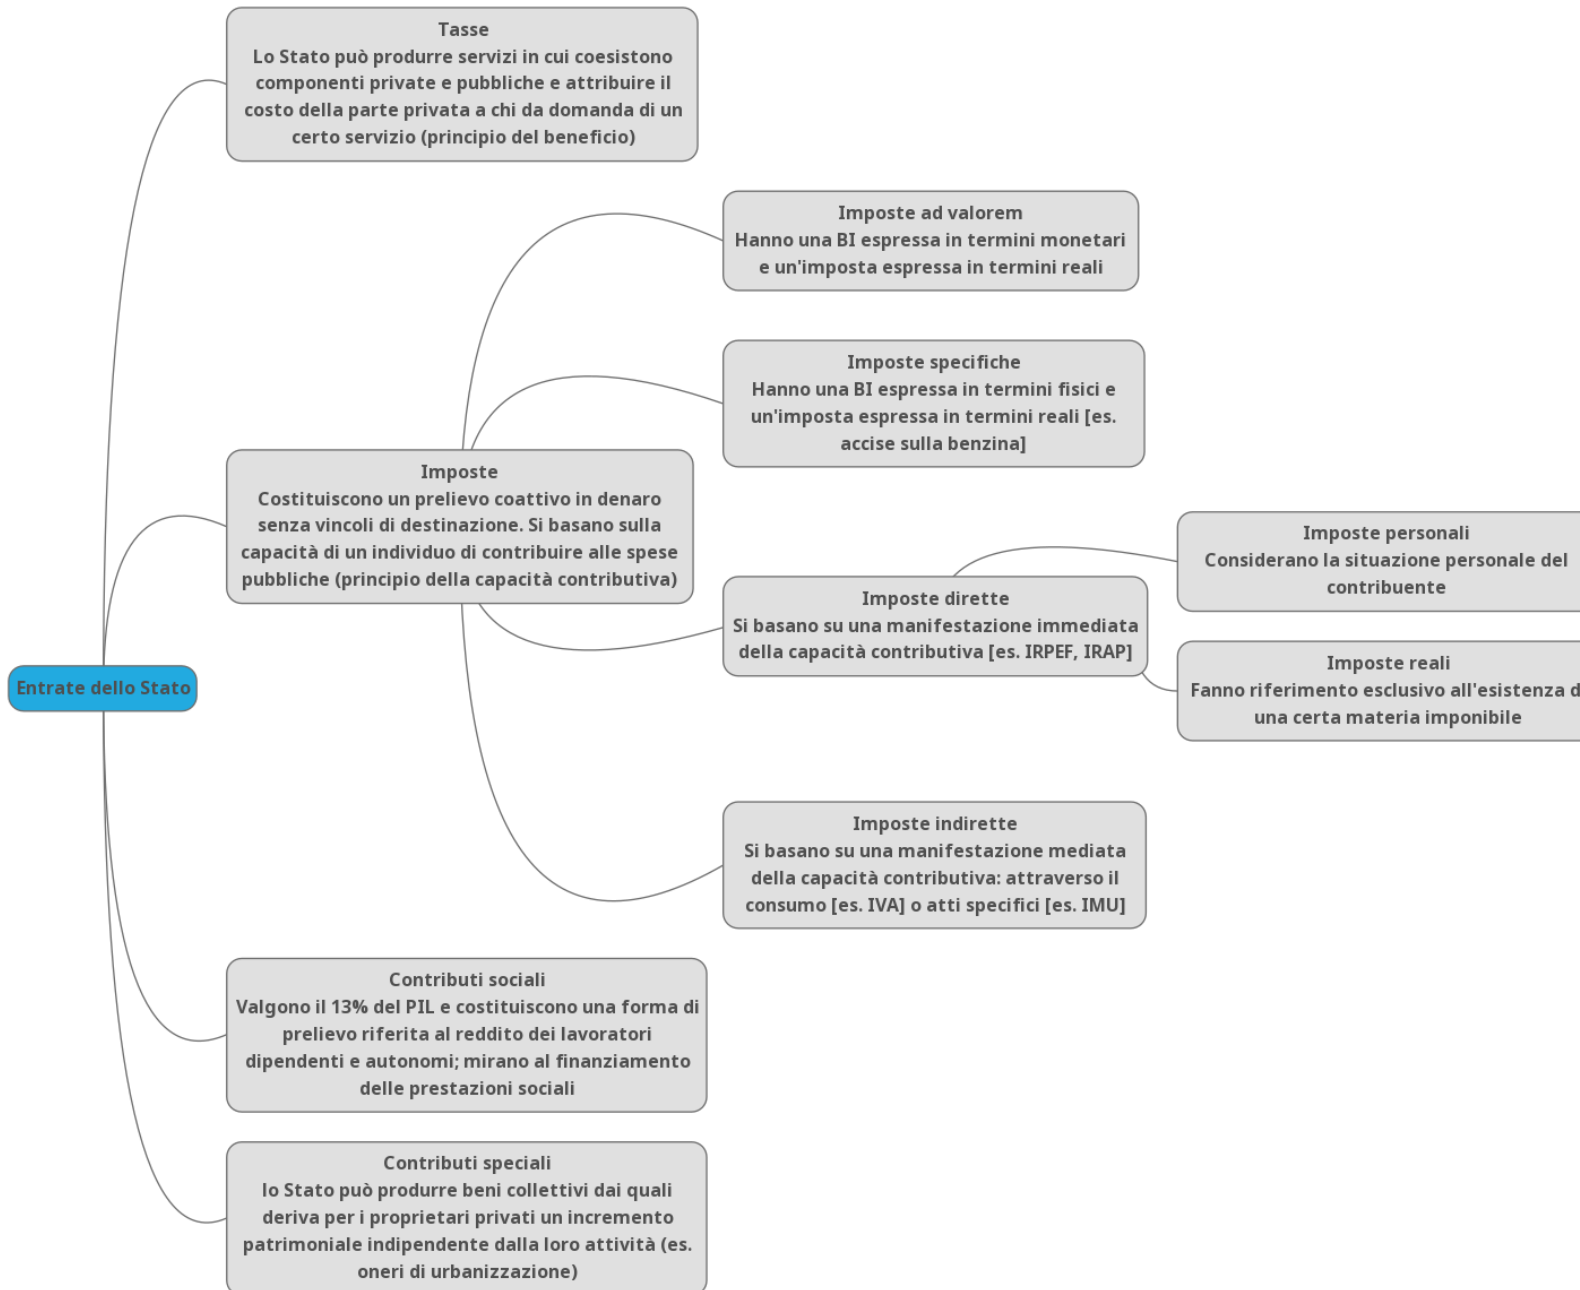 Tasse
Lo Stato può produrre servizi in cui coesistono
componenti private e pubbliche e attribuire il
costo della parte privata a chi da domanda di un
certo servizio (principio del beneficio)
Imposte ad valorem
Hanno una BI espressa in termini monetari
e un'imposta espressa in termini reali
Imposte specifiche
Hanno una BI espressa in termini fisici e
un'imposta espressa in termini reali [es.
accise sulla benzina]
Imposte
Costituiscono un prelievo coattivo in denaro
senza vincoli di destinazione. Si basano sulla
capacità di un individuo di contribuire alle spese
pubbliche (principio della capacità contributiva)
Imposte personali
Considerano la situazione personale del
contribuente
Imposte dirette
Si basano su una manifestazione immediata
della capacità contributiva [es. IRPEF, IRAP]
Imposte reali
Fanno riferimento esclusivo all'esistenza d
una certa materia imponibile
Entrate dello Stato
Imposte indirette
Si basano su una manifestazione mediata
della capacità contributiva: attraverso il
consumo [es. IVA] o atti specifici [es. IMU]
Contributi sociali
Valgono il 13% del PIL e costituiscono una forma di
prelievo riferita al reddito dei lavoratori
dipendenti e autonomi; mirano al finanziamento
delle prestazioni sociali
Contributi speciali
lo Stato può produrre beni collettivi dai quali
deriva per i proprietari privati un incremento
patrimoniale indipendente dalla loro attività (es.
oneri di urbanizzazione)